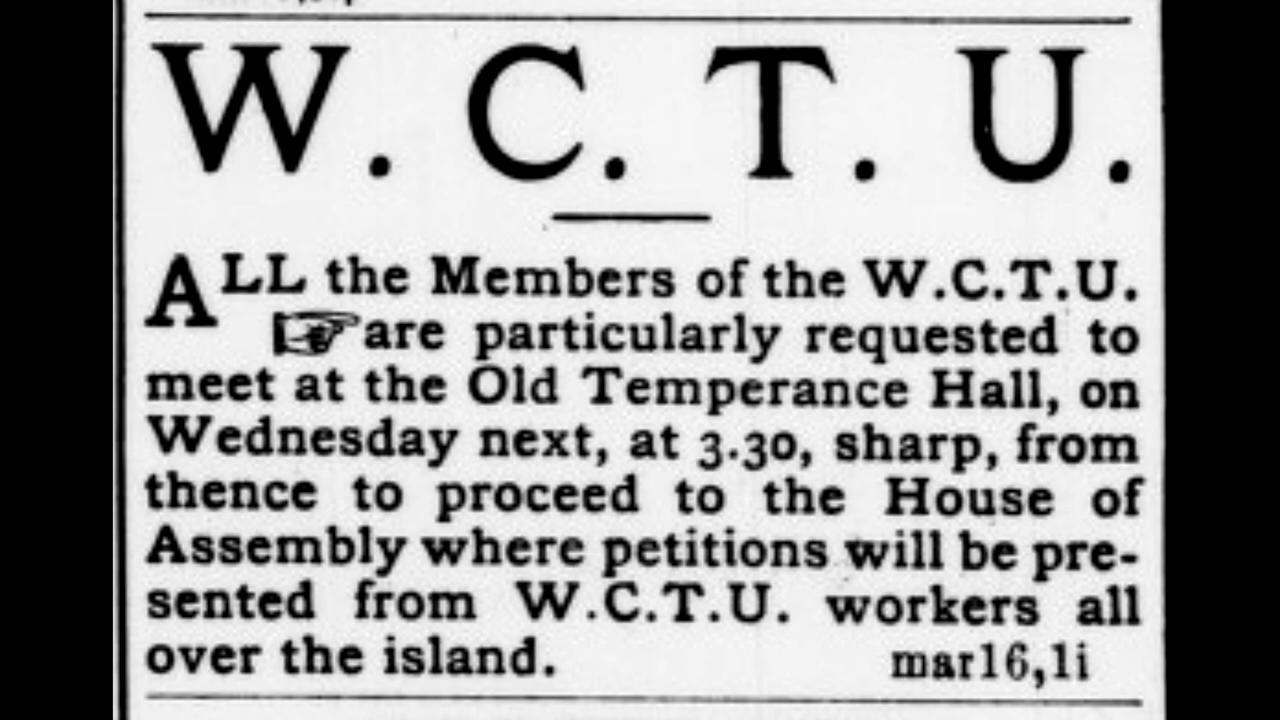 W. C. T. U.
ALL the Members of the W.C.T.U.
☞ are particularly requested to
meet at the Old Temperance Hall, on
Wednesday next, at 3.30, sharp, from
thence to proceed to the House of
Assembly where petitions will be pre-
sented from W.C.T.U. workers all
over the island. mar16,1i